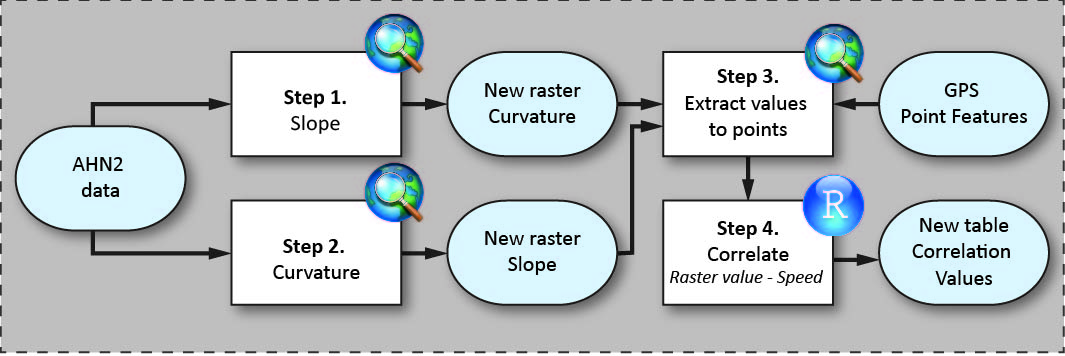 AHN2
data
Step 1.
Slope
New raster
Curvature
Step 2.
Curvature
New raster
Slope
Step 3.
Extract values
to points
GPS
Point Features
Step 4.
Correlate
Raster value - Speed
R
New table
Correlation
Values